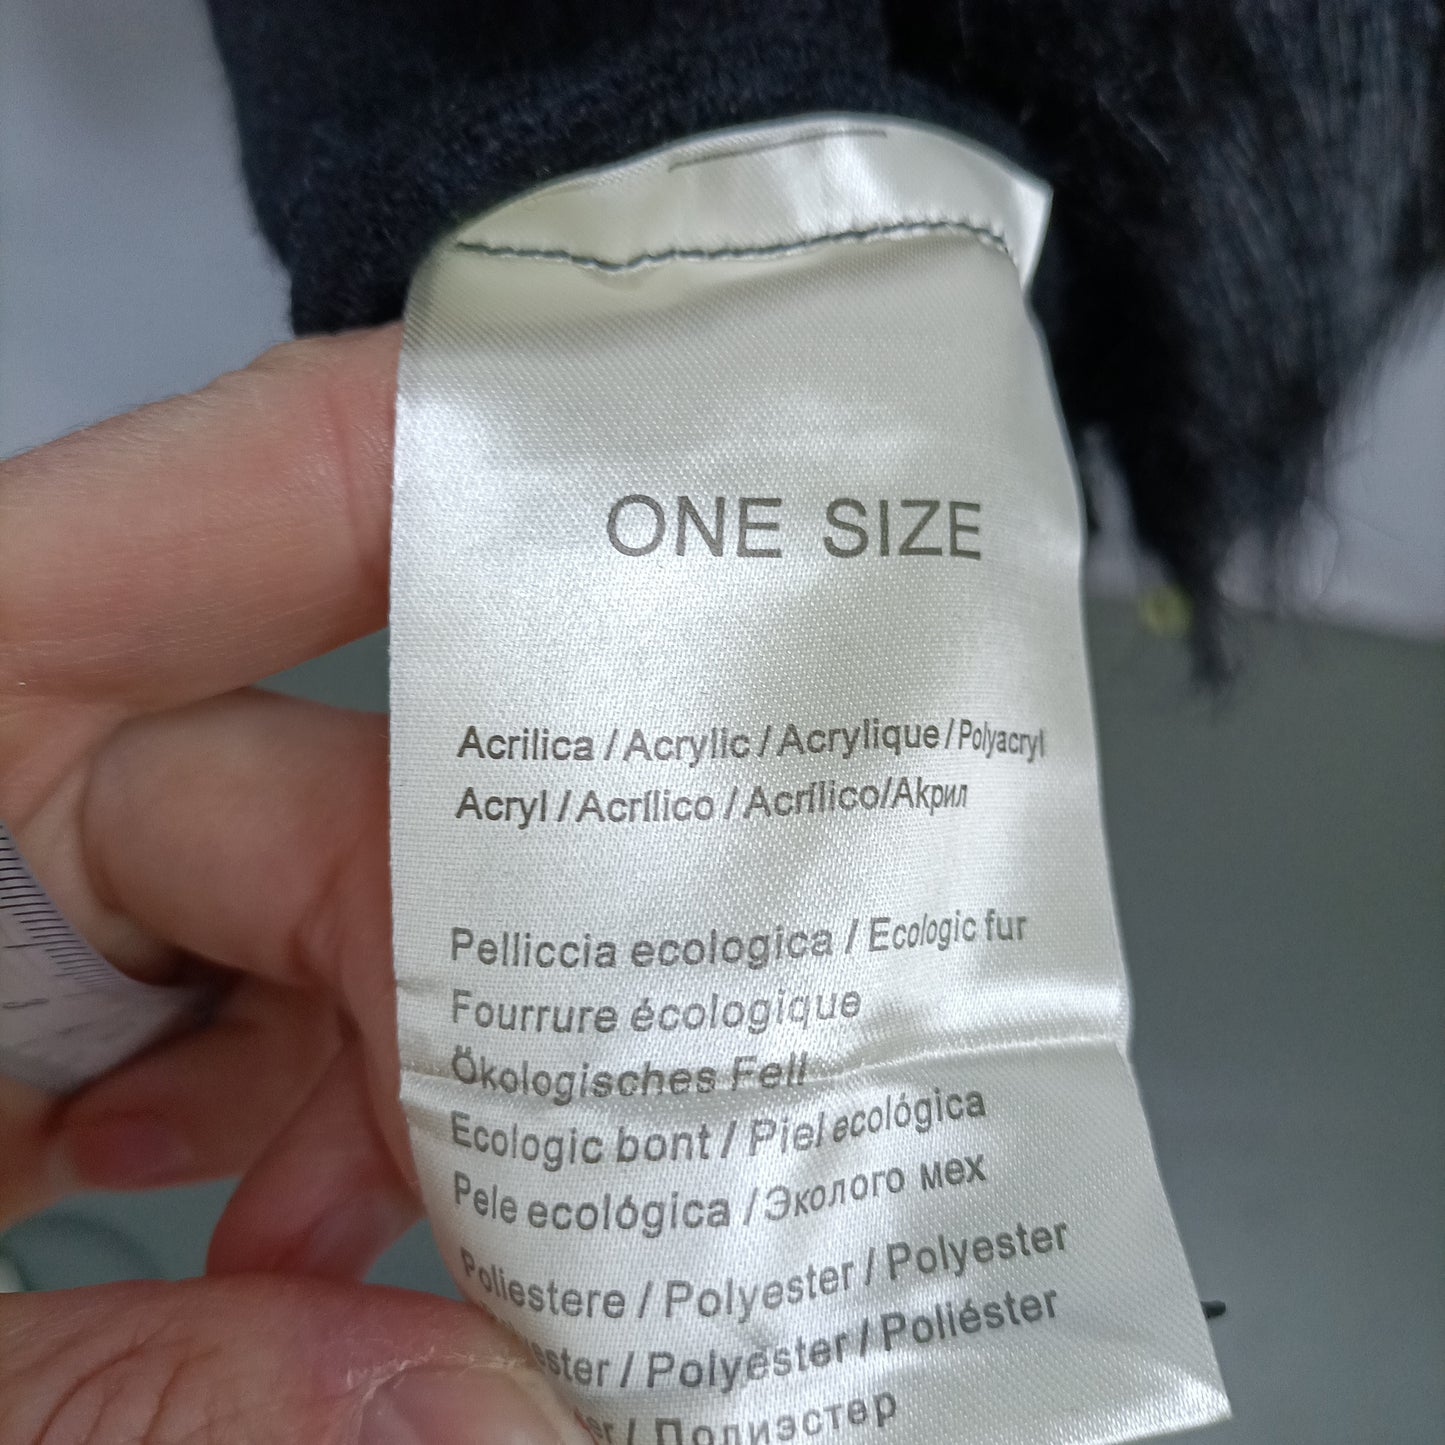 ONE SIZE
Acrilica / Acrylic / Acrylique / Polyacryl
Acryl / Acrílico / Acrílico / Акрил
Pelliccia ecologica / Ecologic fur
Fourrure écologique
Ökologisches Fell
Ecologic bont / Piel ecológica
Pele ecológica / Эколого мех
Poliestere / Polyester / Polyester
/ Polyester / Poliéster
/ Полиэстер